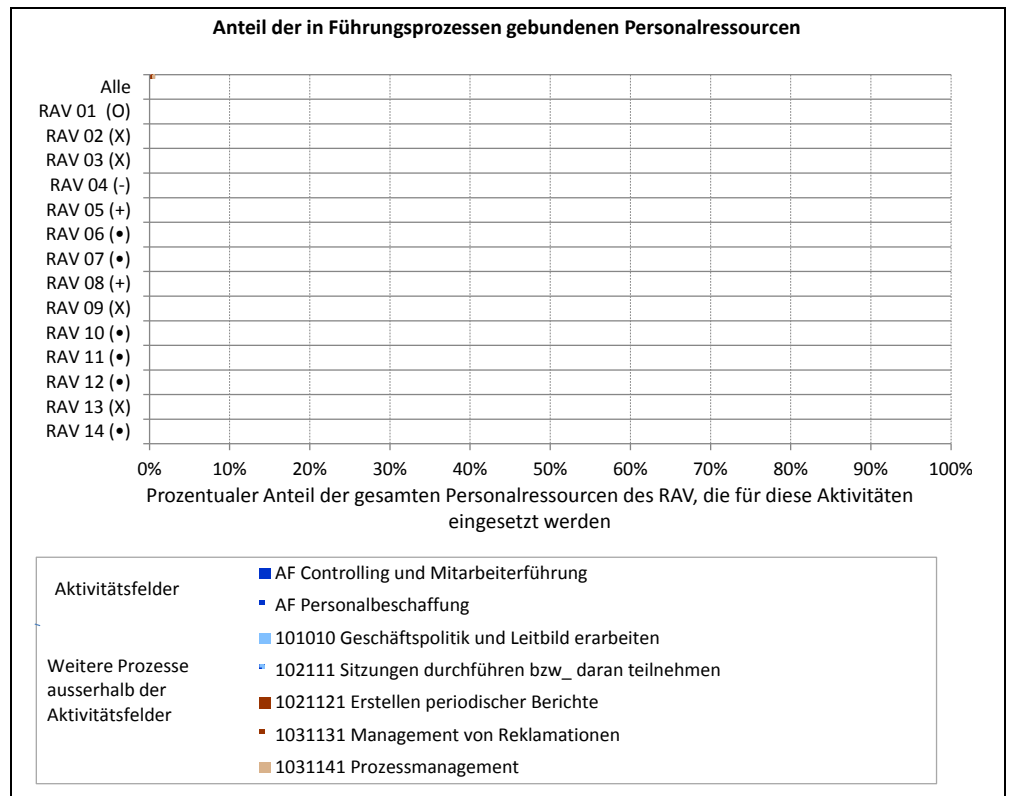 Anteil der in Führungsprozessen gebundenen Personalressourcen
Alle
RAV 01 (O)
RAV 02 (X)
RAV 03 (X)
RAV 04 (-)
RAV 05 (+)
RAV 06 (•)
RAV 07 (•)
RAV 08 (+)
RAV 09 (X)
RAV 10 (•)
RAV 11 (•)
RAV 12 (•)
RAV 13 (X)
RAV 14 (•)
0% 10% 20% 30% 40% 50% 60% 70% 80% 90% 100%
Prozentualer Anteil der gesamten Personalressourcen des RAV, die für diese Aktivitäten
eingesetzt werden
Aktivitätsfelder
AF Controlling und Mitarbeiterführung
AF Personalbeschaffung
Weitere Prozesse
ausserhalb der
Aktivitätsfelder
101010 Geschäftspolitik und Leitbild erarbeiten
102111 Sitzungen durchführen bzw_ daran teilnehmen
1021121 Erstellen periodischer Berichte
1031131 Management von Reklamationen
1031141 Prozessmanagement